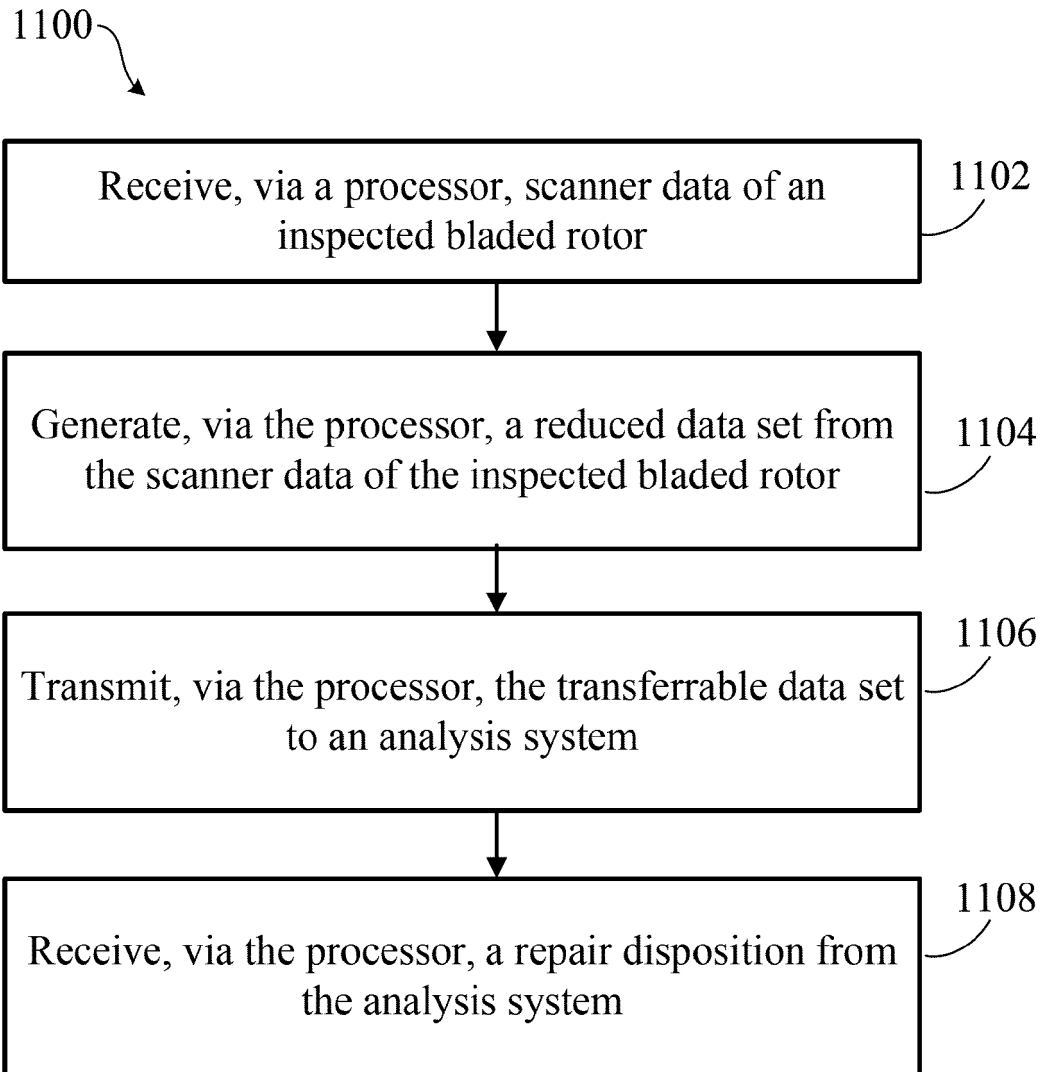 1100
Receive, via a processor, scanner data of an
inspected bladed rotor
1102
Generate, via the processor, a reduced data set from
the scanner data of the inspected bladed rotor
1104
Transmit, via the processor, the transferrable data set
to an analysis system
1106
Receive, via the processor, a repair disposition from
the analysis system
1108